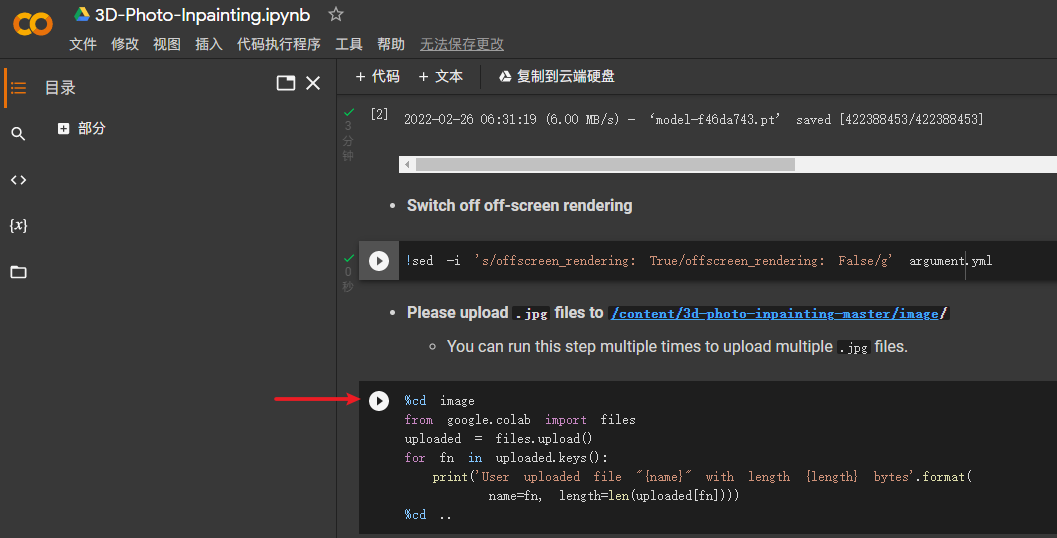 3D-Photo-Inpainting.ipynb
文件 修改 视图 插入 代码执行程序 工具 帮助 无法保存更改
目录
+ 代码 + 文本 复制到云端硬盘
部分
3分钟
[2]
2022-02-26 06:31:19 (6.00 MB/s) - ‘model-f46da743.pt’ saved [422388453/422388453]
{x}
• Switch off off-screen rendering
0秒
!sed -i 's/offscreen_rendering: True/offscreen_rendering: False/g' argument.yml
• Please upload .jpg files to /content/3d-photo-inpainting-master/image/
◦ You can run this step multiple times to upload multiple .jpg files.
%cd image
from google.colab import files
uploaded = files.upload()
for fn in uploaded.keys():
print('User uploaded file "{name}" with length {length} bytes'.format(
name=fn, length=len(uploaded[fn])))
%cd ..